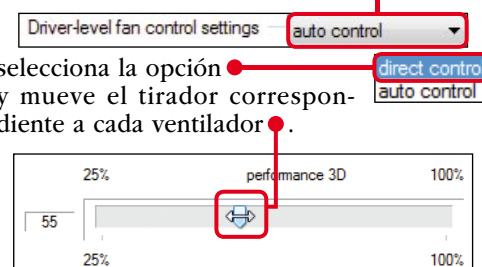 Driver-level fan control settings auto control
selecciona la opción
direct contro
y mueve el tirador correspon-
auto control
diente a cada ventilador .
25% performance 3D 100%
55
25% 100%